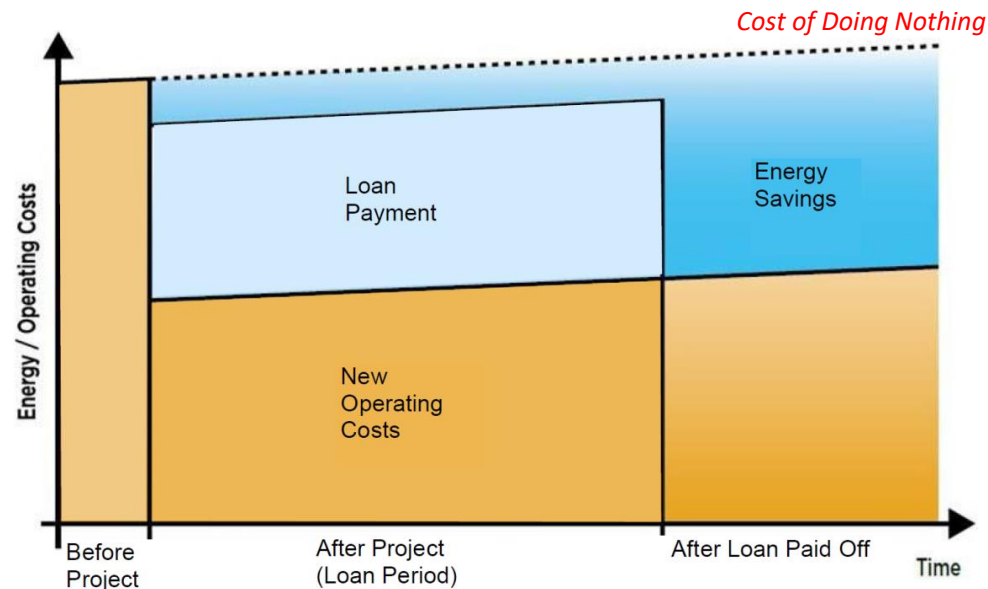 Cost of Doing Nothing
Energy / Operating Costs
Loan
Payment
Energy
Savings
New
Operating
Costs
Before
Project
After Project
(Loan Period)
After Loan Paid Off
Time